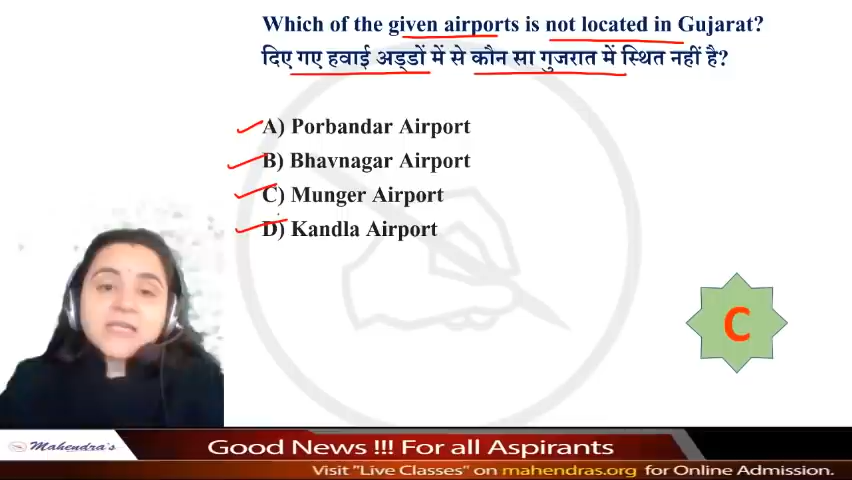 Which of the given airports is not located in Gujarat?
दिए गए हवाई अड्डों में से कौन सा गुजरात में स्थित नहीं है?
A) Porbandar Airport
B) Bhavnagar Airport
C) Munger Airport
D) Kandla Airport
C
Mahendra's
Good News !!! For all Aspirants
Visit "Live Classes" on mahendras.org for Online Admission.